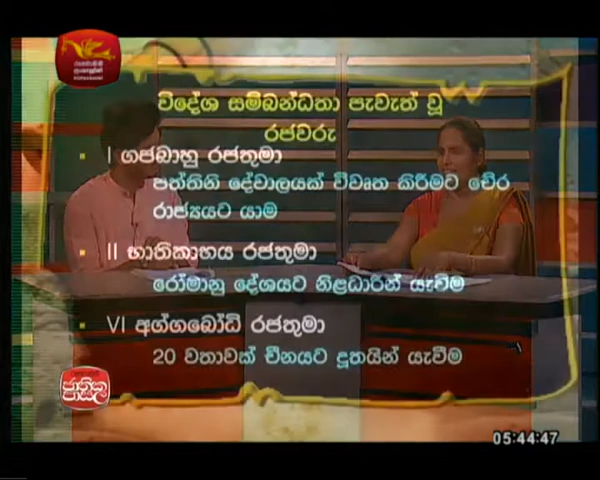 විදේශ සම්බන්ධතා පැවැත් වූ
රජවරු
I ගජබාහු රජතුමා
පත්තිනි දේවාලයක් විවෘත කිරීමට චේර
රාජ්‍යයට යාම
II භාතිකාභය රජතුමා
රෝමානු දේශයට නිළධාරීන් යැවීම
VI අග්ගබෝධි රජතුමා
20 වතාවක් චීනයට දූතයින් යැවීම
ජාතික
පාසල
05:44:47